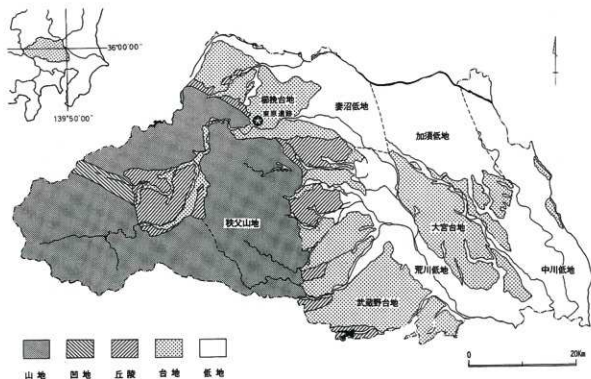 36°00′00″
139°50′00″
櫛挽台地
東原遺跡
妻沼低地
加須低地
秩父山地
大宮台地
荒川低地
中川低地
武蔵野台地
山地
凹地
丘陵
台地
低地
0
20Km